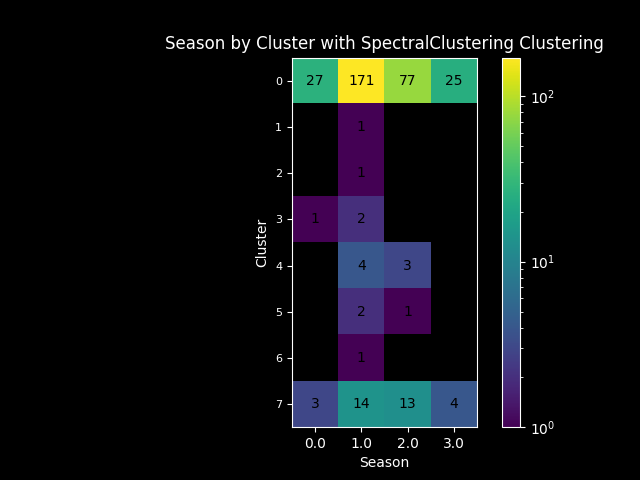 Season by Cluster with SpectralClustering Clustering
0 27 171 77 25
1 1
2 1
3 1 2
4 4 3
5 2 1
6 1
7 3 14 13 4
0.0 1.0 2.0 3.0
Season
Cluster
10²
10¹
10⁰